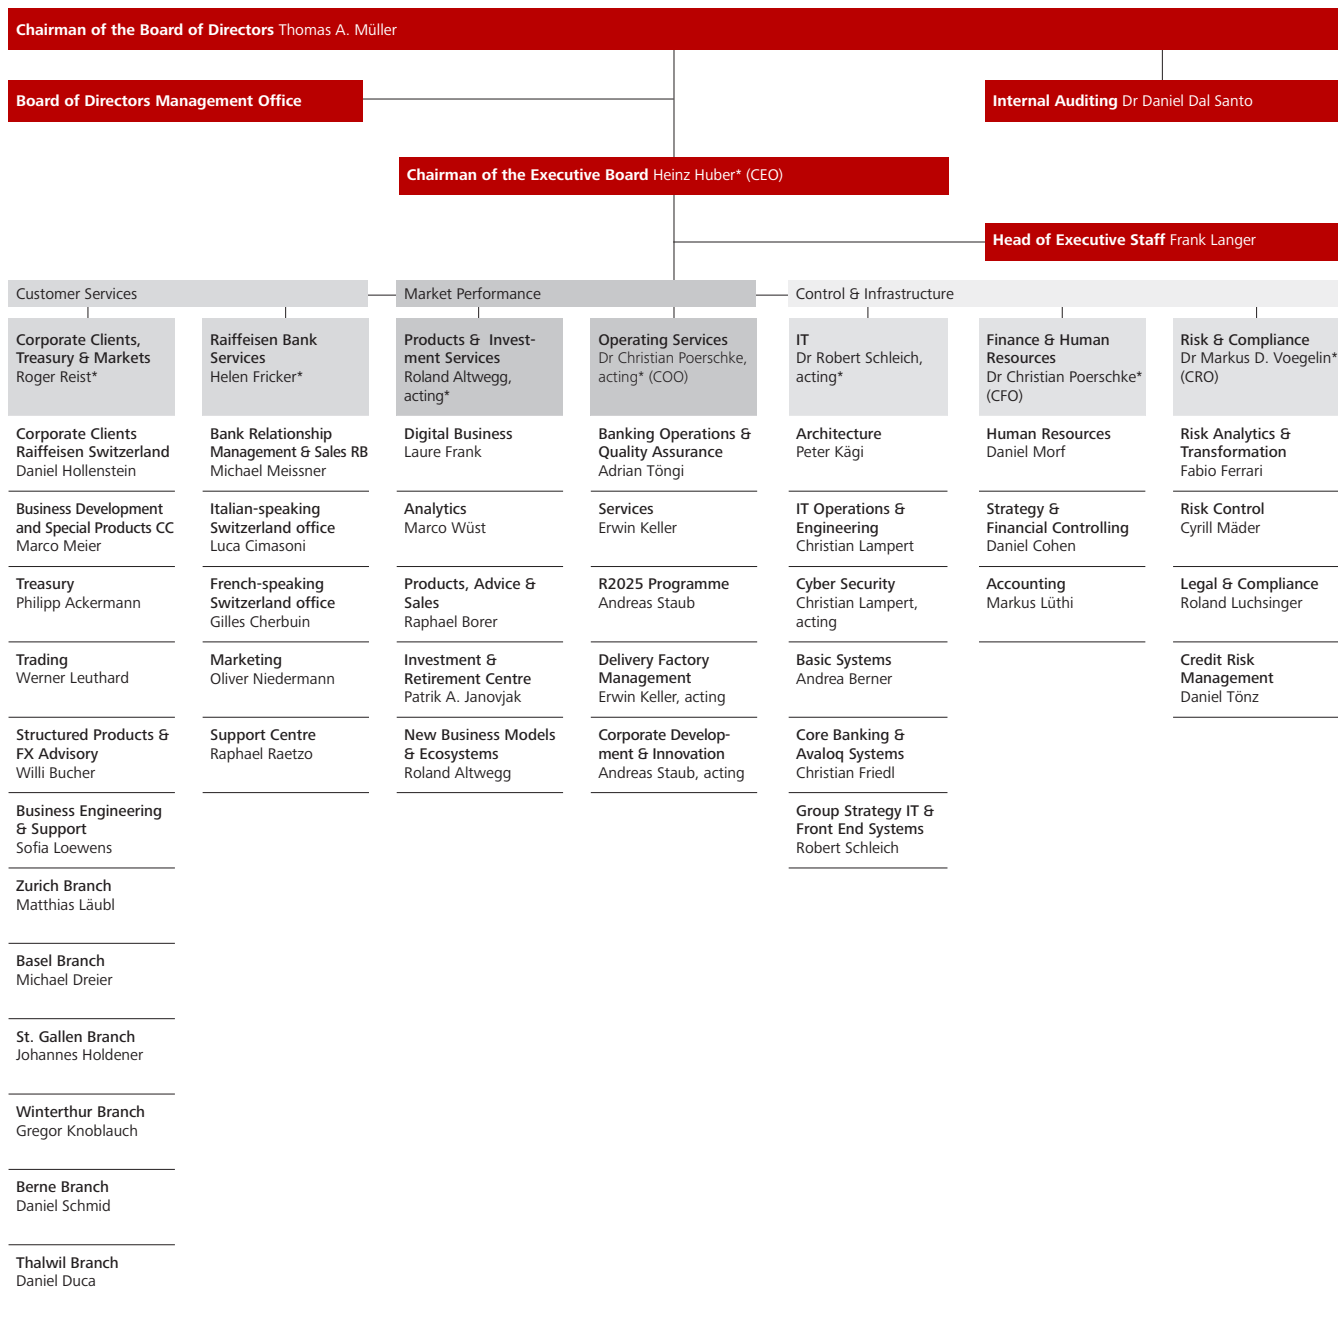 Chairman of the Board of Directors Thomas A. Müller
Board of Directors Management Office
Internal Auditing Dr Daniel Dal Santo
Chairman of the Executive Board Heinz Huber* (CEO)
Head of Executive Staff Frank Langer
Customer Services
Market Performance
Control & Infrastructure
Corporate Clients,
Treasury & Markets
Roger Reist*
Raiffeisen Bank
Services
Helen Fricker*
Products & Invest-
ment Services
Roland Altwegg,
acting*
Operating Services
Dr Christian Poerschke,
acting* (COO)
IT
Dr Robert Schleich,
acting*
Finance & Human
Resources
Dr Christian Poerschke*
(CFO)
Risk & Compliance
Dr Markus D. Voegelin*
(CRO)
Corporate Clients
Raiffeisen Switzerland
Daniel Hollenstein
Business Development
and Special Products CC
Marco Meier
Treasury
Philipp Ackermann
Trading
Werner Leuthard
Structured Products &
FX Advisory
Willi Bucher
Business Engineering
& Support
Sofia Loewens
Zurich Branch
Matthias Läubl
Basel Branch
Michael Dreier
St. Gallen Branch
Johannes Holdener
Winterthur Branch
Gregor Knoblauch
Berne Branch
Daniel Schmid
Thalwil Branch
Daniel Duca
Bank Relationship
Management & Sales RB
Michael Meissner
Italian-speaking
Switzerland office
Luca Cimasoni
French-speaking
Switzerland office
Gilles Cherbuin
Marketing
Oliver Niedermann
Support Centre
Raphael Raetzo
Digital Business
Laure Frank
Analytics
Marco Wüst
Products, Advice &
Sales
Raphael Borer
Investment &
Retirement Centre
Patrik A. Janovjak
New Business Models
& Ecosystems
Roland Altwegg
Banking Operations &
Quality Assurance
Adrian Töngi
Services
Erwin Keller
R2025 Programme
Andreas Staub
Delivery Factory
Management
Erwin Keller, acting
Corporate Develop-
ment & Innovation
Andreas Staub, acting
Architecture
Peter Kägi
IT Operations &
Engineering
Christian Lampert
Cyber Security
Christian Lampert,
acting
Basic Systems
Andrea Berner
Core Banking &
Avaloq Systems
Christian Friedl
Group Strategy IT &
Front End Systems
Robert Schleich
Human Resources
Daniel Morf
Strategy &
Financial Controlling
Daniel Cohen
Accounting
Markus Lüthi
Risk Analytics &
Transformation
Fabio Ferrari
Risk Control
Cyrill Mäder
Legal & Compliance
Roland Luchsinger
Credit Risk
Management
Daniel Tönz